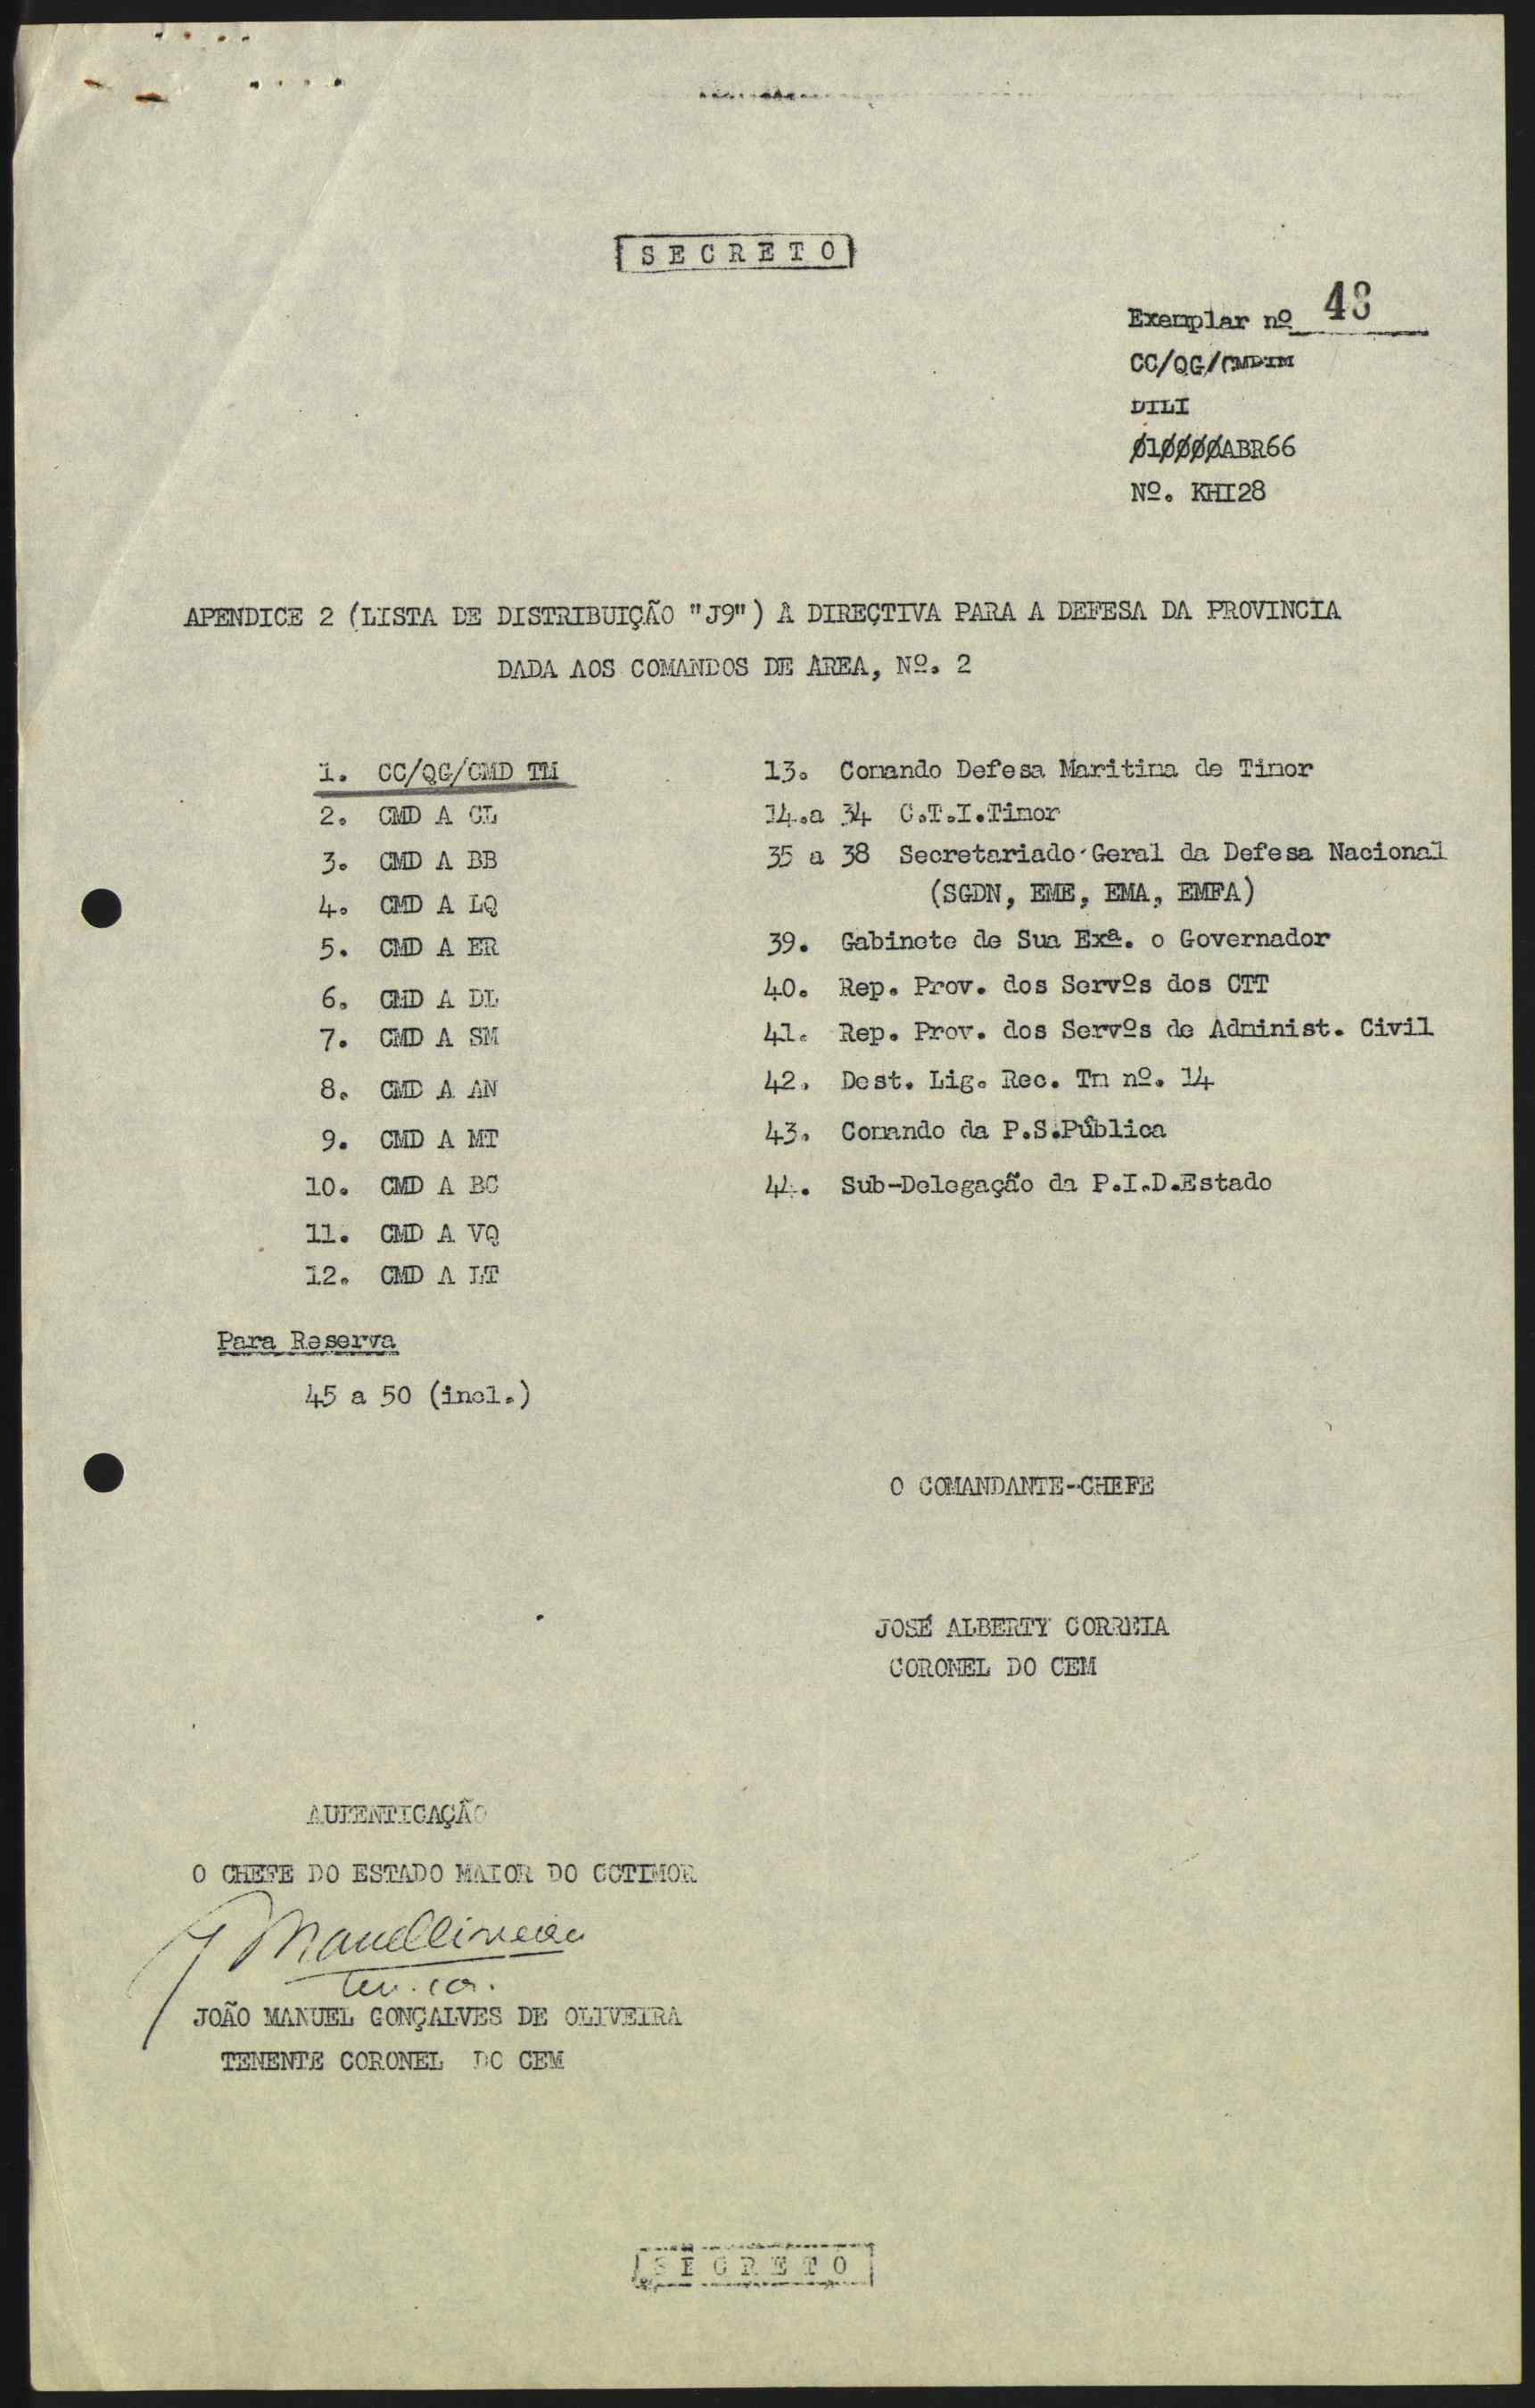 SECRETO
Exemplar nº 48
CC/QG/CMDTM
DILI
Ø1ØØØØABR66
Nº. KHI28
APENDICE 2 (LISTA DE DISTRIBUIÇÃO "J9") À DIRECTIVA PARA A DEFESA DA PROVINCIA
DADA AOS COMANDOS DE ÁREA, Nº. 2
1. CC/QG/CMD TM
2. CMD A CL
3. CMD A BB
4. CMD A LQ
5. CMD A ER
6. CMD A DL
7. CMD A SM
8. CMD A AN
9. CMD A MT
10. CMD A BC
11. CMD A VQ
12. CMD A LT
13. Comando Defesa Maritima de Timor
14.a 34 C.T.I.Timor
35 a 38 Secretariado Geral da Defesa Nacional
(SGDN, EME, EMA, EMFA)
39. Gabinete de Sua Exª. o Governador
40. Rep. Prov. dos Servºs dos CTT
41. Rep. Prov. dos Servºs de Administ. Civil
42. Dest. Lig. Rec. Tm nº. 14
43. Comando da P.S.Pública
44. Sub-Delegação da P.I.D.Estado
Para Reserva
45 a 50 (incl.)
O COMANDANTE-CHEFE
JOSÉ ALBERTY CORREIA
CORONEL DO CEM
AUTENTICAÇÃO
O CHEFE DO ESTADO MAIOR DO CCTIMOR
Ten. Cor.
JOÃO MANUEL GONÇALVES DE OLIVEIRA
TENENTE CORONEL DO CEM
SECRETO